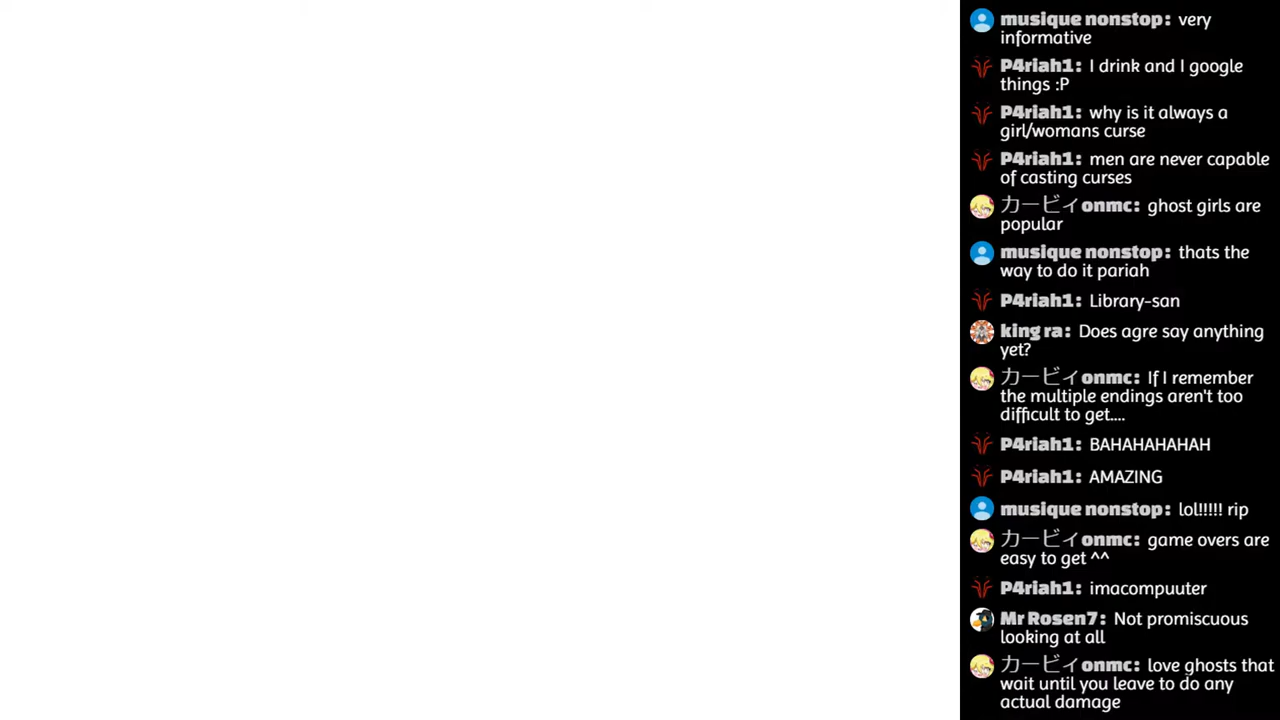 musique nonstop: very
informative
P4riah1: I drink and I google
things :P
P4riah1: why is it always a
girl/womans curse
P4riah1: men are never capable
of casting curses
カービィonmc: ghost girls are
popular
musique nonstop: thats the
way to do it pariah
P4riah1: Library-san
king ra: Does agre say anything
yet?
カービィonmc: If I remember
the multiple endings aren't too
difficult to get....
P4riah1: BAHAHAHAHAH
P4riah1: AMAZING
musique nonstop: lol!!!!! rip
カービィonmc: game overs are
easy to get ^^
P4riah1: imacompuuter
Mr Rosen7: Not promiscuous
looking at all
カービィonmc: love ghosts that
wait until you leave to do any
actual damage